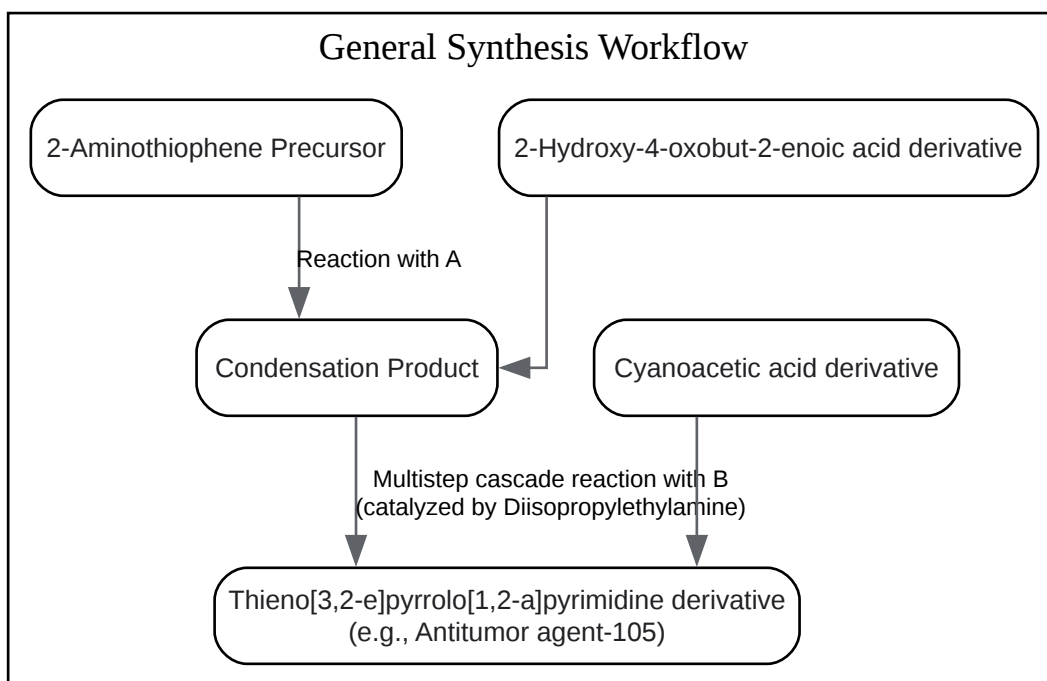 General Synthesis Workflow
2-Aminothiophene Precursor
2-Hydroxy-4-oxobut-2-enoic acid derivative
Reaction with A
Condensation Product
Cyanoacetic acid derivative
Multistep cascade reaction with B
(catalyzed by Diisopropylethylamine)
Thieno[3,2-e]pyrrolo[1,2-a]pyrimidine derivative
(e.g., Antitumor agent-105)